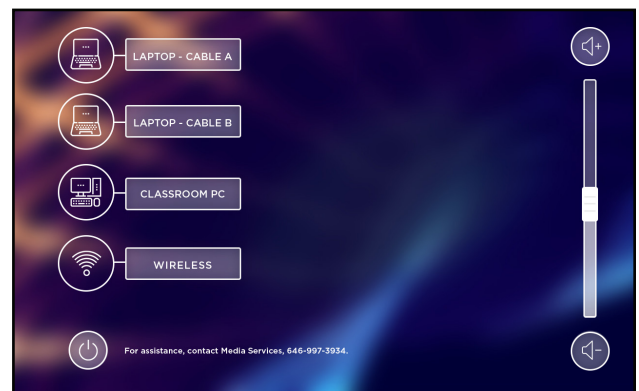 LAPTOP - CABLE A
LAPTOP - CABLE B
CLASSROOM PC
WIRELESS
For assistance, contact Media Services, 646-997-3934.